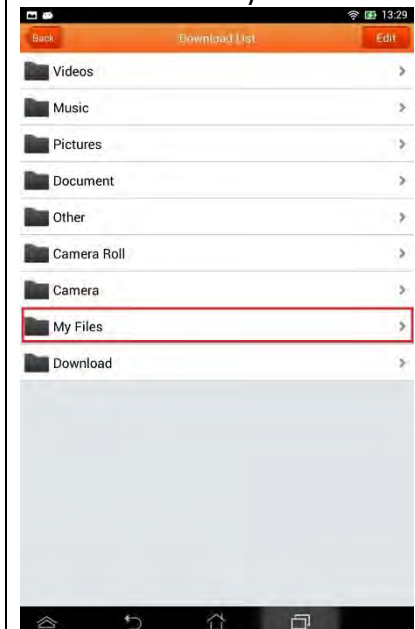 13:29
Back Download List Edit
Videos
Music
Pictures
Document
Other
Camera Roll
Camera
My Files
Download